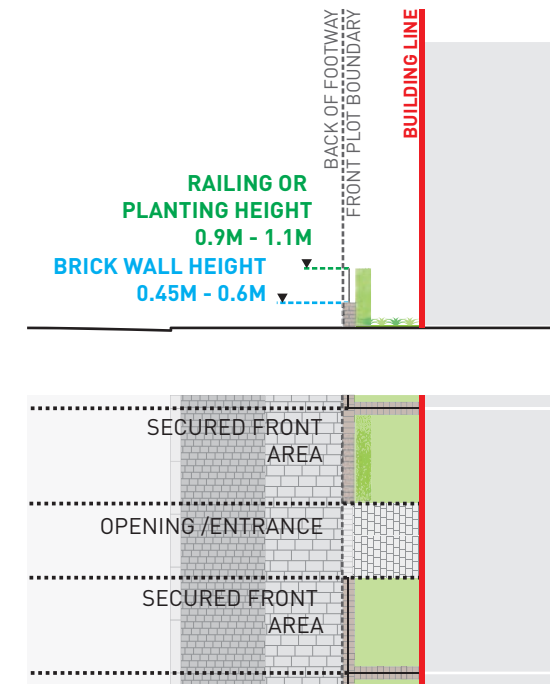 BACK OF FOOTWAY
FRONT PLOT BOUNDARY
BUILDING LINE
RAILING OR
PLANTING HEIGHT
0.9M - 1.1M
BRICK WALL HEIGHT
0.45M - 0.6M
SECURED FRONT
AREA
OPENING /ENTRANCE
SECURED FRONT
AREA